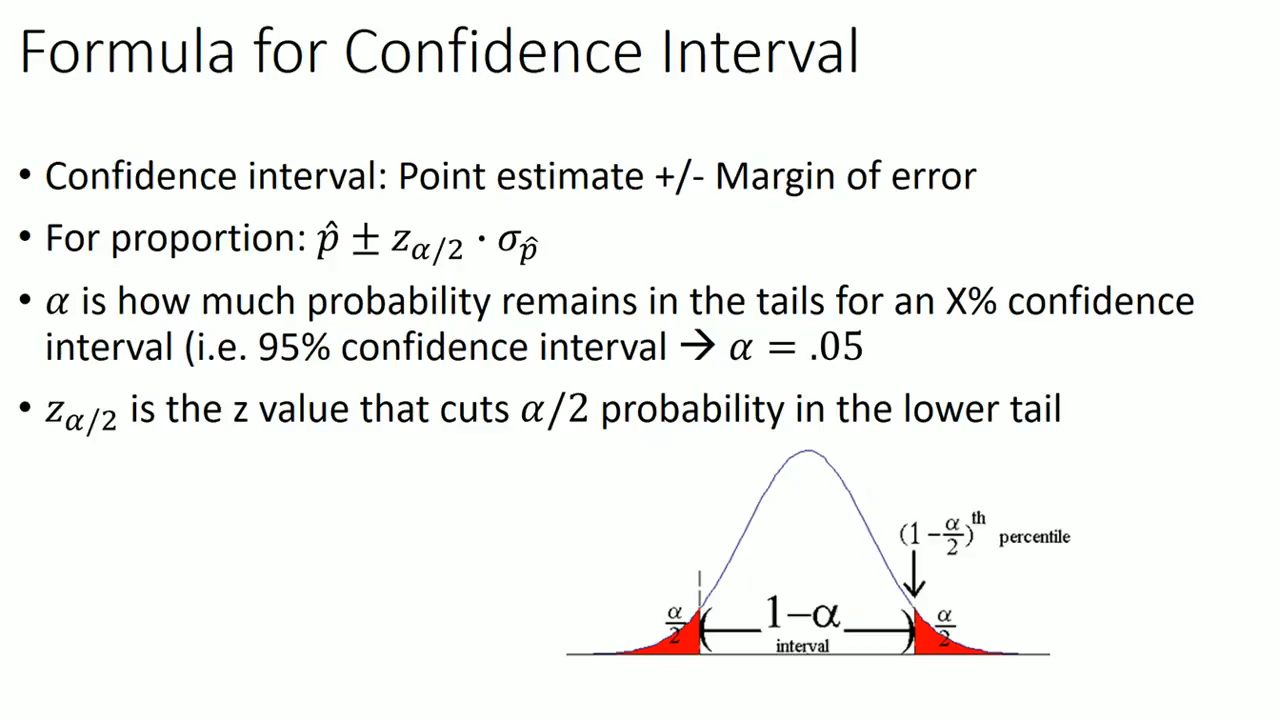 Formula for Confidence Interval
• Confidence interval: Point estimate +/- Margin of error
• For proportion: p̂ ± z_{α/2} · σ_{p̂}
• α is how much probability remains in the tails for an X% confidence
interval (i.e. 95% confidence interval → α = .05
• z_{α/2} is the z value that cuts α/2 probability in the lower tail
(1 − α/2)^{th} percentile
α/2
1−α
α/2
interval